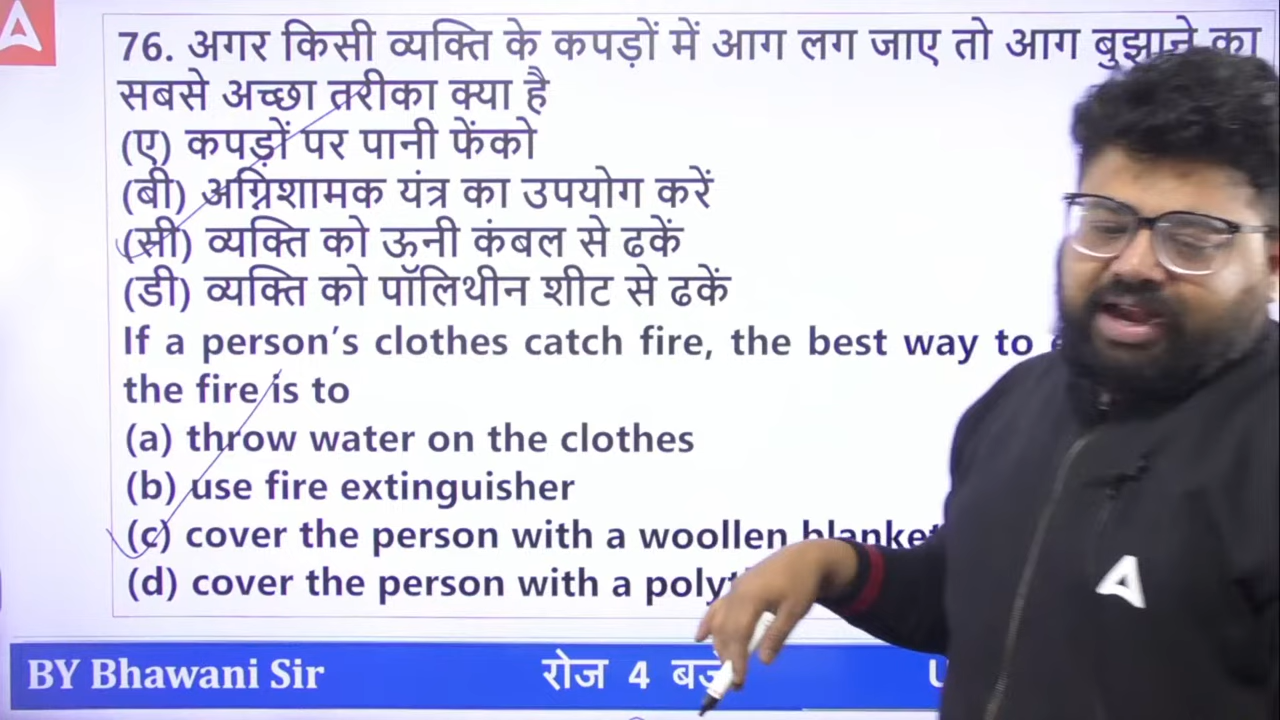 76. अगर किसी व्यक्ति के कपड़ों में आग लग जाए तो आग बुझाने का
सबसे अच्छा तरीका क्या है
(ए) कपड़ों पर पानी फेंको
(बी) अग्निशामक यंत्र का उपयोग करें
(सी) व्यक्ति को ऊनी कंबल से ढकें
(डी) व्यक्ति को पॉलिथीन शीट से ढकें
If a person’s clothes catch fire, the best way to
the fire is to
(a) throw water on the clothes
(b) use fire extinguisher
(c) cover the person with a woollen blanket
(d) cover the person with a
BY Bhawani Sir रोज 4 बजे